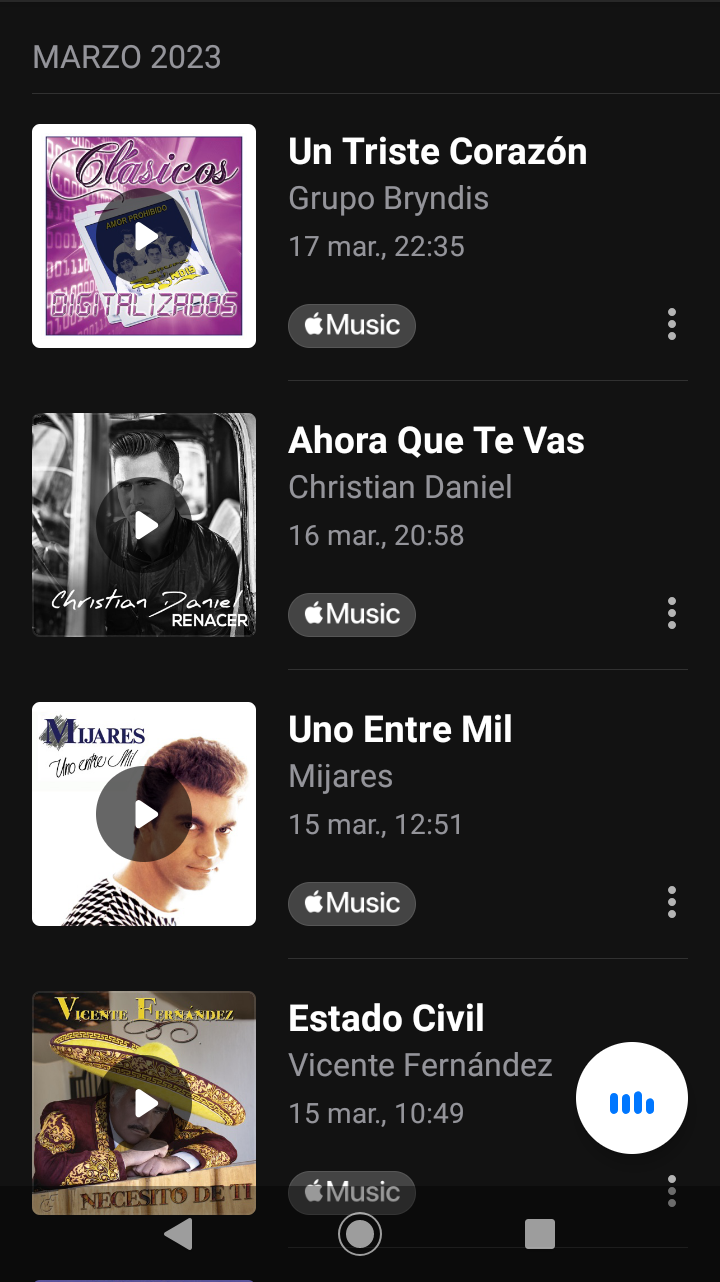 MARZO 2023
Clásicos
AMOR PROHIBIDO
DIGITALIZADOS
Un Triste Corazón
Grupo Bryndis
17 mar., 22:35
Music
Christian Daniel
RENACER
Ahora Que Te Vas
Christian Daniel
16 mar., 20:58
Music
MIJARES
Uno entre Mil
Uno Entre Mil
Mijares
15 mar., 12:51
Music
VICENTE FERNÁNDEZ
NECESITO DE TI
Estado Civil
Vicente Fernández
15 mar., 10:49
Music